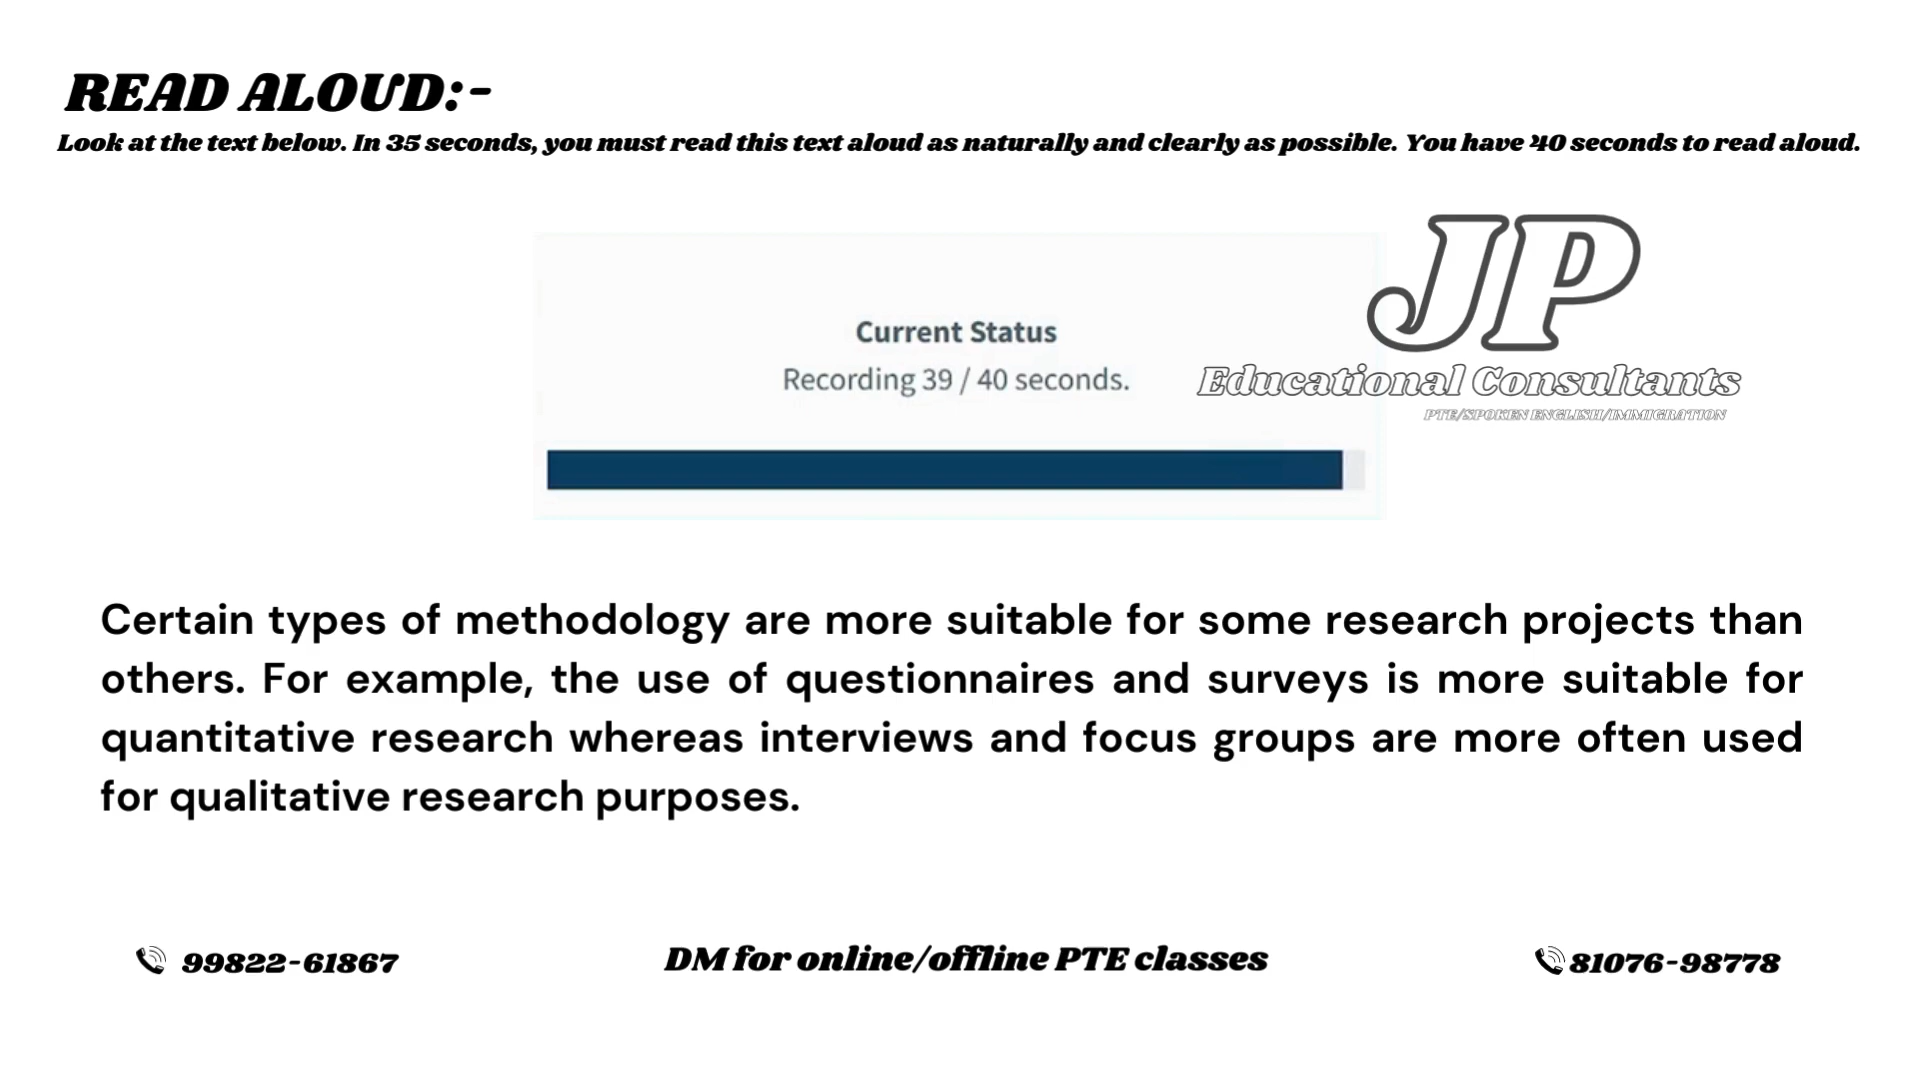 READ ALOUD:-
Look at the text below. In 35 seconds, you must read this text aloud as naturally and clearly as possible. You have 40 seconds to read aloud.
JP
Current Status
Recording 39 / 40 seconds.
Educational Consultants
PTE/SPOKEN ENGLISH/IMMIGRATION
Certain types of methodology are more suitable for some research projects than
others. For example, the use of questionnaires and surveys is more suitable for
quantitative research whereas interviews and focus groups are more often used
for qualitative research purposes.
99822-61867
DM for online/offline PTE classes
81076-98778